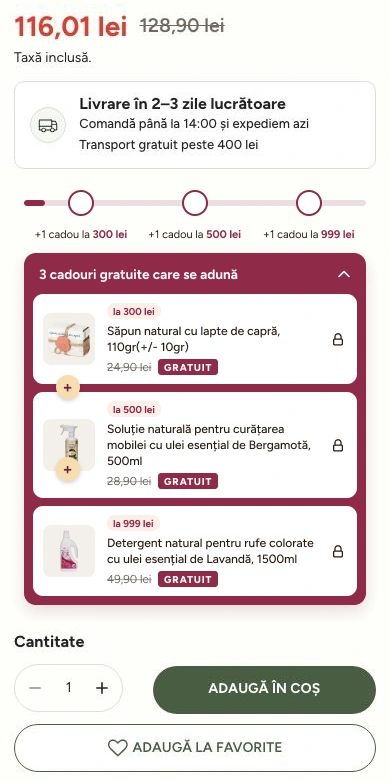 116,01 lei 128,90 lei
Taxă inclusă.
Livrare în 2–3 zile lucrătoare
Comandă până la 14:00 și expediem azi
Transport gratuit peste 400 lei
+1 cadou la 300 lei +1 cadou la 500 lei +1 cadou la 999 lei
3 cadouri gratuite care se adună
la 300 lei
Săpun natural cu lapte de capră,
110gr(+/- 10gr)
24,90 lei GRATUIT
+
la 500 lei
Soluție naturală pentru curățarea
mobilei cu ulei esențial de Bergamotă,
500ml
28,90 lei GRATUIT
+
la 999 lei
Detergent natural pentru rufe colorate
cu ulei esențial de Lavandă, 1500ml
49,90 lei GRATUIT
Cantitate
− 1 + ADAUGĂ ÎN COȘ
ADAUGĂ LA FAVORITE